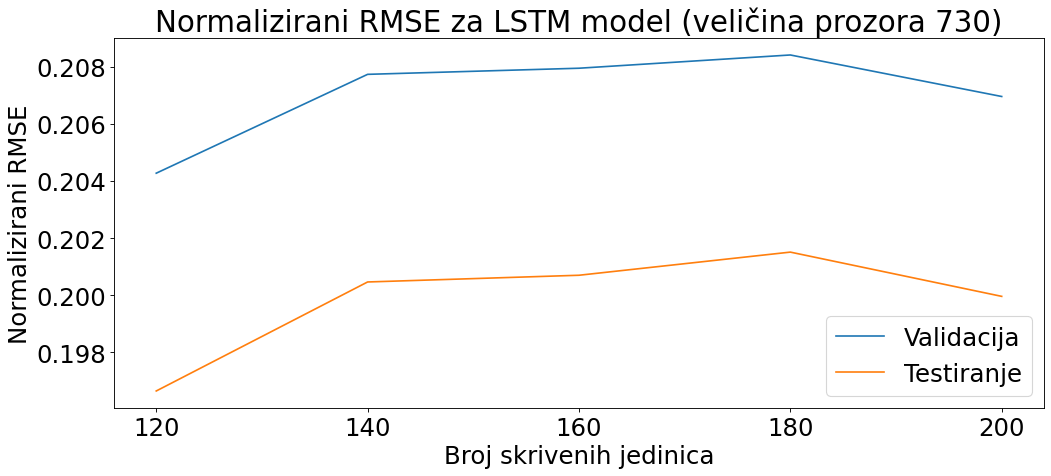 Normalizirani RMSE za LSTM model (veličina prozora 730)
Normalizirani RMSE
0.208
0.206
0.204
0.202
0.200
0.198
120
140
160
180
200
Broj skrivenih jedinica
Validacija
Testiranje